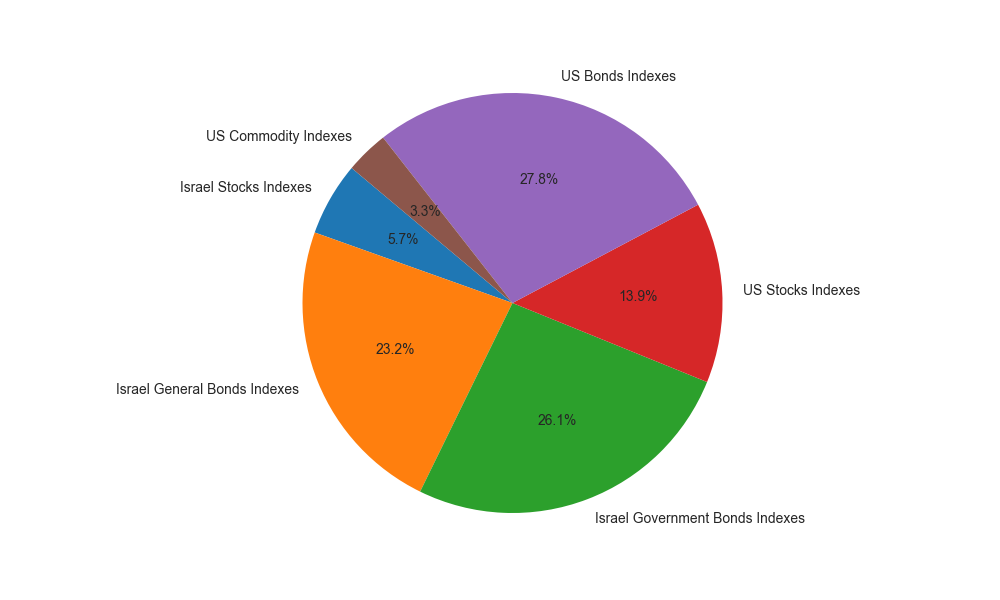 US Bonds Indexes
US Commodity Indexes
27.8%
Israel Stocks Indexes
3.3%
5.7%
US Stocks Indexes
13.9%
23.2%
Israel General Bonds Indexes
26.1%
Israel Government Bonds Indexes